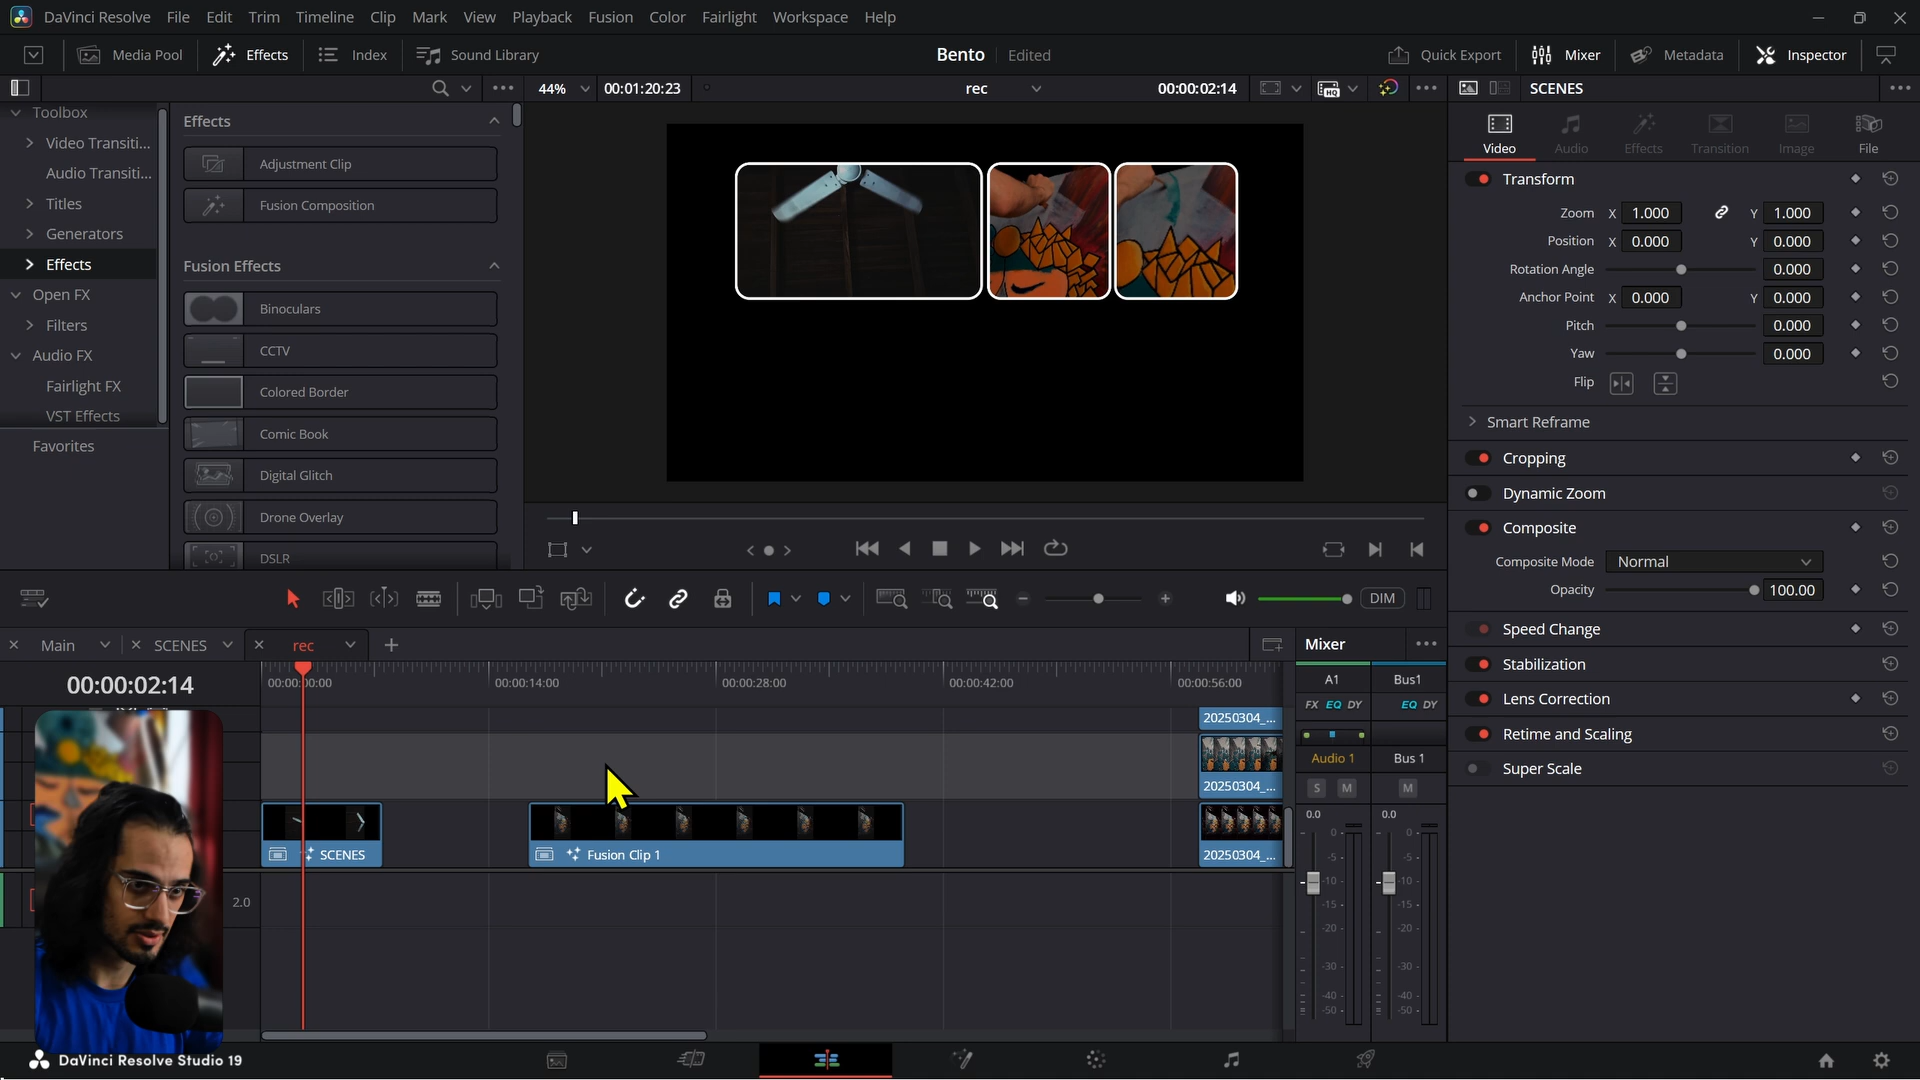 DaVinci Resolve File Edit Trim Timeline Clip Mark View Playback Fusion Color Fairlight Workspace Help
Media Pool Effects Index Sound Library Bento Edited Quick Export Mixer Metadata Inspector
44% 00:01:20:23 rec 00:00:02:14 HQ SCENES
Toolbox
Video Transiti...
Audio Transiti...
Titles
Generators
Effects
Open FX
Filters
Audio FX
Fairlight FX
VST Effects
Favorites
Effects
Adjustment Clip
Fusion Composition
Fusion Effects
Binoculars
CCTV
Colored Border
Comic Book
Digital Glitch
Drone Overlay
DSLR
Video Audio Effects Transition Image File
Transform
Zoom X 1.000 Y 1.000
Position X 0.000 Y 0.000
Rotation Angle 0.000
Anchor Point X 0.000 Y 0.000
Pitch 0.000
Yaw 0.000
Flip
Smart Reframe
Cropping
Dynamic Zoom
Composite
Composite Mode Normal
Opacity 100.00
Speed Change
Stabilization
Lens Correction
Retime and Scaling
Super Scale
DIM
Main SCENES rec
00:00:02:14
00:00:14:00 00:00:28:00 00:00:42:00 00:00:56:00
20250304_...
20250304_...
SCENES Fusion Clip 1 20250304_...
2.0
Mixer
A1 Bus1
FX EQ DY EQ DY
Audio 1 Bus 1
S M M
0.0 0.0
0 0
-5 -5
-10 -10
-15 -15
-20 -20
-30 -30
-40 -40
-50 -50
DaVinci Resolve Studio 19